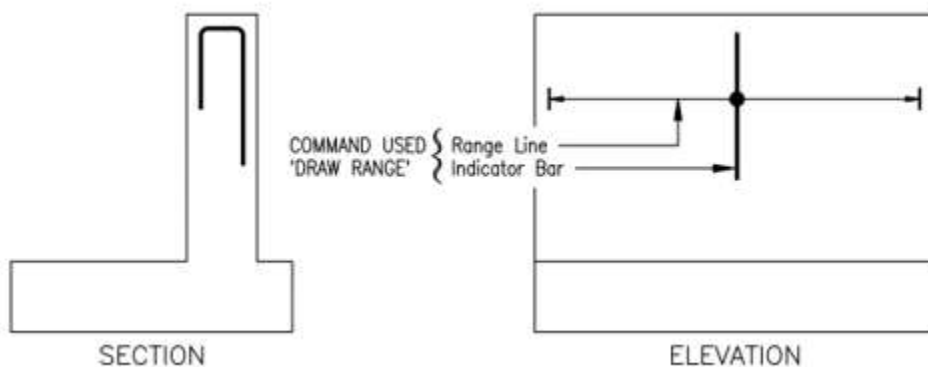 COMMAND USED
'DRAW RANGE'
Range Line
Indicator Bar
SECTION
ELEVATION